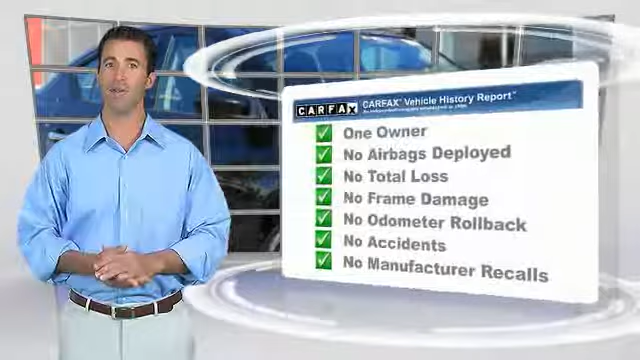 CARFAX
CARFAX® Vehicle History Report™
One Owner
No Airbags Deployed
No Total Loss
No Frame Damage
No Odometer Rollback
No Accidents
No Manufacturer Recalls